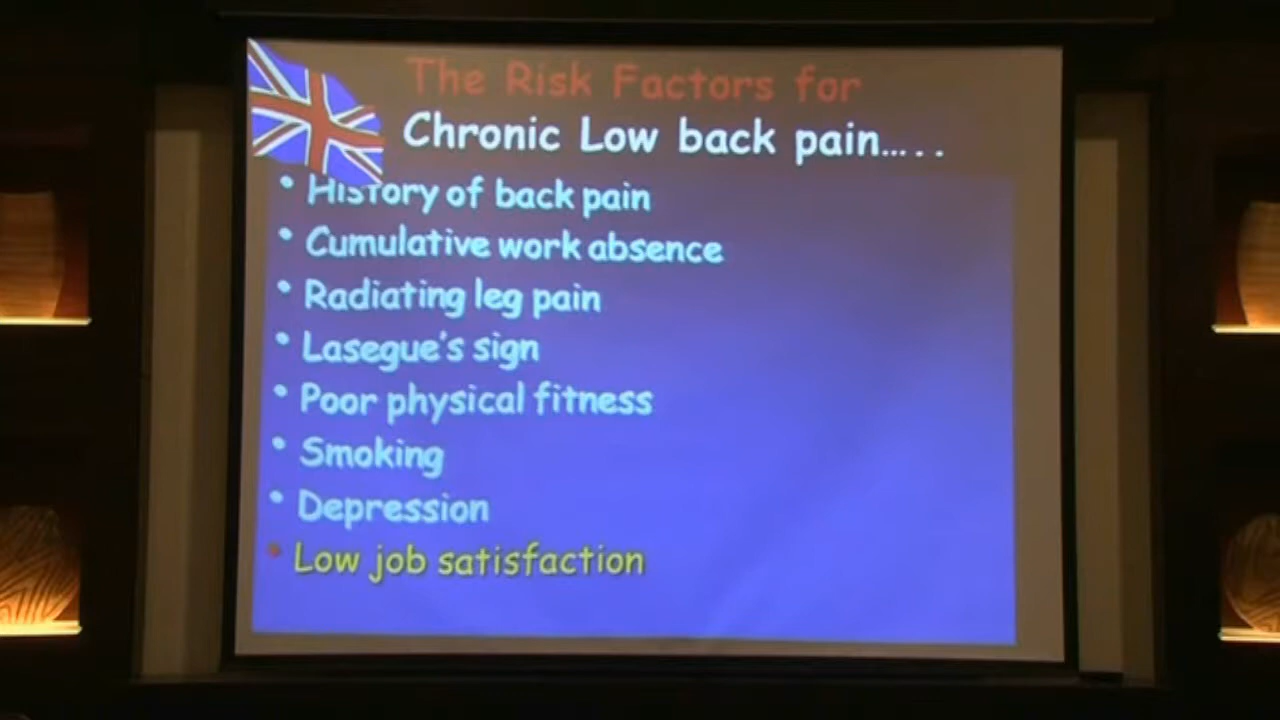 The Risk Factors for
Chronic Low back pain.....
• History of back pain
• Cumulative work absence
• Radiating leg pain
• Lasegue's sign
• Poor physical fitness
• Smoking
• Depression
• Low job satisfaction